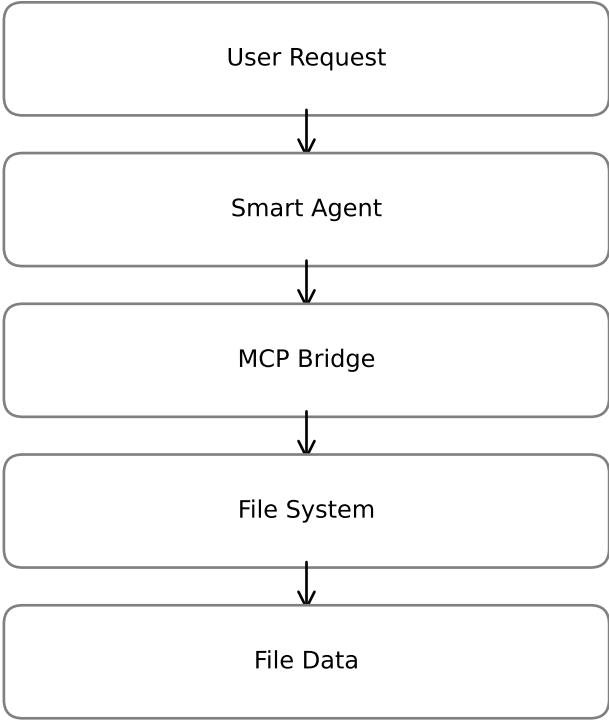 User Request
Smart Agent
MCP Bridge
File System
File Data